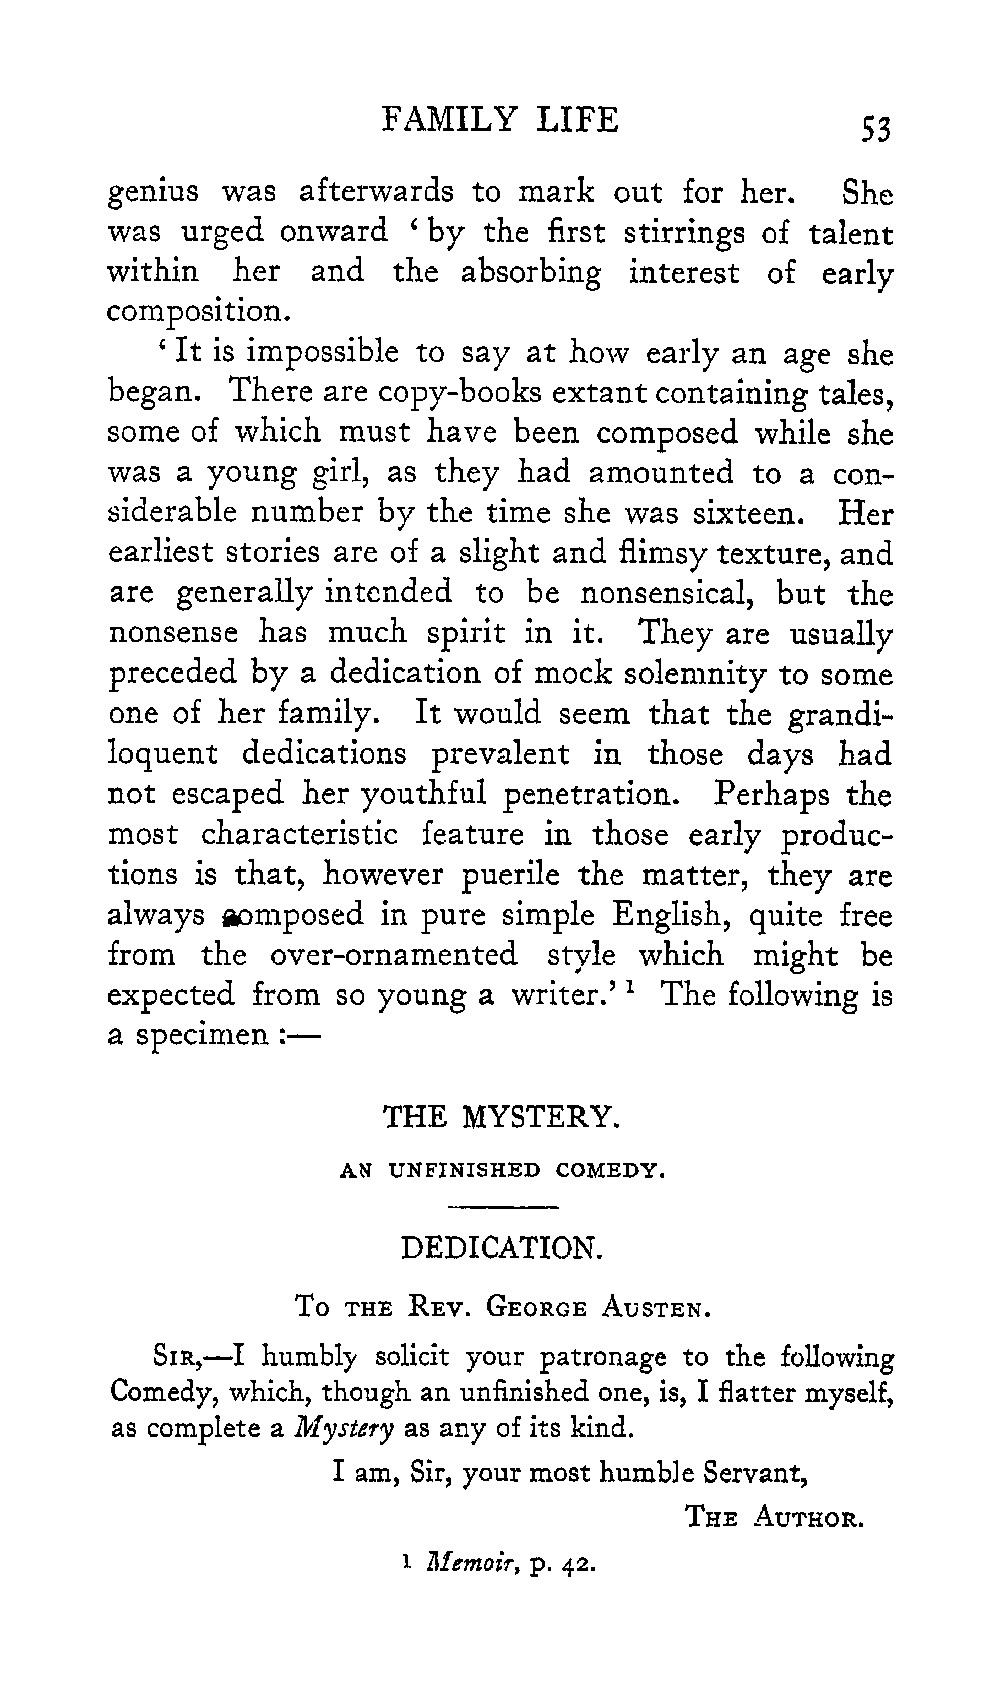 FAMILY LIFE 53
genius was afterwards to mark out for her. She
was urged onward ‘ by the first stirrings of talent
within her and the absorbing interest of early
composition.
‘ It is impossible to say at how early an age she
began. There are copy-books extant containing tales,
some of which must have been composed while she
was a young girl, as they had amounted to a con-
siderable number by the time she was sixteen. Her
earliest stories are of a slight and flimsy texture, and
are generally intended to be nonsensical, but the
nonsense has much spirit in it. They are usually
preceded by a dedication of mock solemnity to some
one of her family. It would seem that the grandi-
loquent dedications prevalent in those days had
not escaped her youthful penetration. Perhaps the
most characteristic feature in those early produc-
tions is that, however puerile the matter, they are
always composed in pure simple English, quite free
from the over-ornamented style which might be
expected from so young a writer.’ 1 The following is
a specimen :—
THE MYSTERY.
AN UNFINISHED COMEDY.
DEDICATION.
To the Rev. George Austen.
Sir,—I humbly solicit your patronage to the following
Comedy, which, though an unfinished one, is, I flatter myself,
as complete a Mystery as any of its kind.
I am, Sir, your most humble Servant,
The Author.
1 Memoir, p. 42.